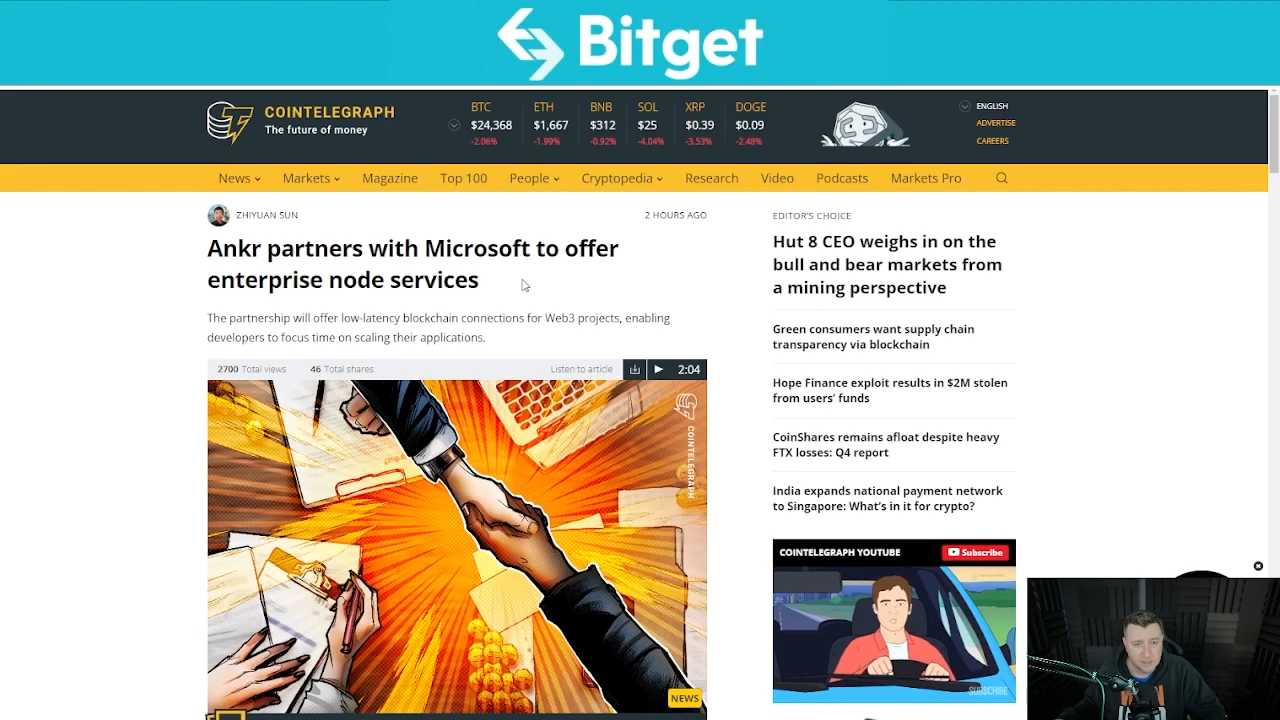 Bitget
COINTELEGRAPH
The future of money
BTC
$24,368
-2.06%
ETH
$1,667
-1.99%
BNB
$312
-0.92%
SOL
$25
-4.04%
XRP
$0.39
-3.53%
DOGE
$0.09
-2.48%
ENGLISH
ADVERTISE
CAREERS
News
Markets
Magazine
Top 100
People
Cryptopedia
Research
Video
Podcasts
Markets Pro
ZHIYUAN SUN
2 HOURS AGO
Ankr partners with Microsoft to offer
enterprise node services
The partnership will offer low-latency blockchain connections for Web3 projects, enabling
developers to focus time on scaling their applications.
2700 Total views
46 Total shares
Listen to article
2:04
COINTELEGRAPH
NEWS
EDITOR'S CHOICE
Hut 8 CEO weighs in on the
bull and bear markets from
a mining perspective
Green consumers want supply chain
transparency via blockchain
Hope Finance exploit results in $2M stolen
from users' funds
CoinShares remains afloat despite heavy
FTX losses: Q4 report
India expands national payment network
to Singapore: What's in it for crypto?
COINTELEGRAPH YOUTUBE
Subscribe
SUBSCRIBE